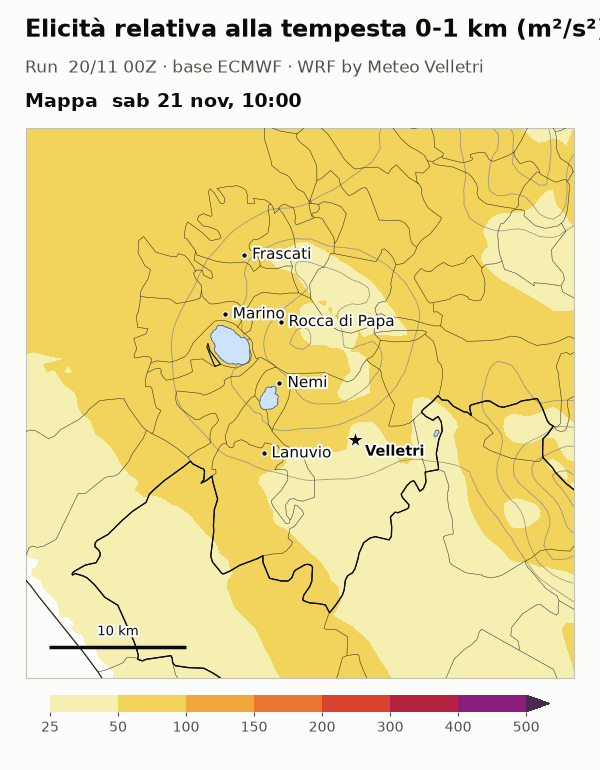 Elicità relativa alla tempesta 0-1 km (m²/s²)
Run 20/11 00Z · base ECMWF · WRF by Meteo Velletri
Mappa sab 21 nov, 10:00
Frascati
Marino
Rocca di Papa
Nemi
Velletri
Lanuvio
10 km
25 50 100 150 200 300 400 500